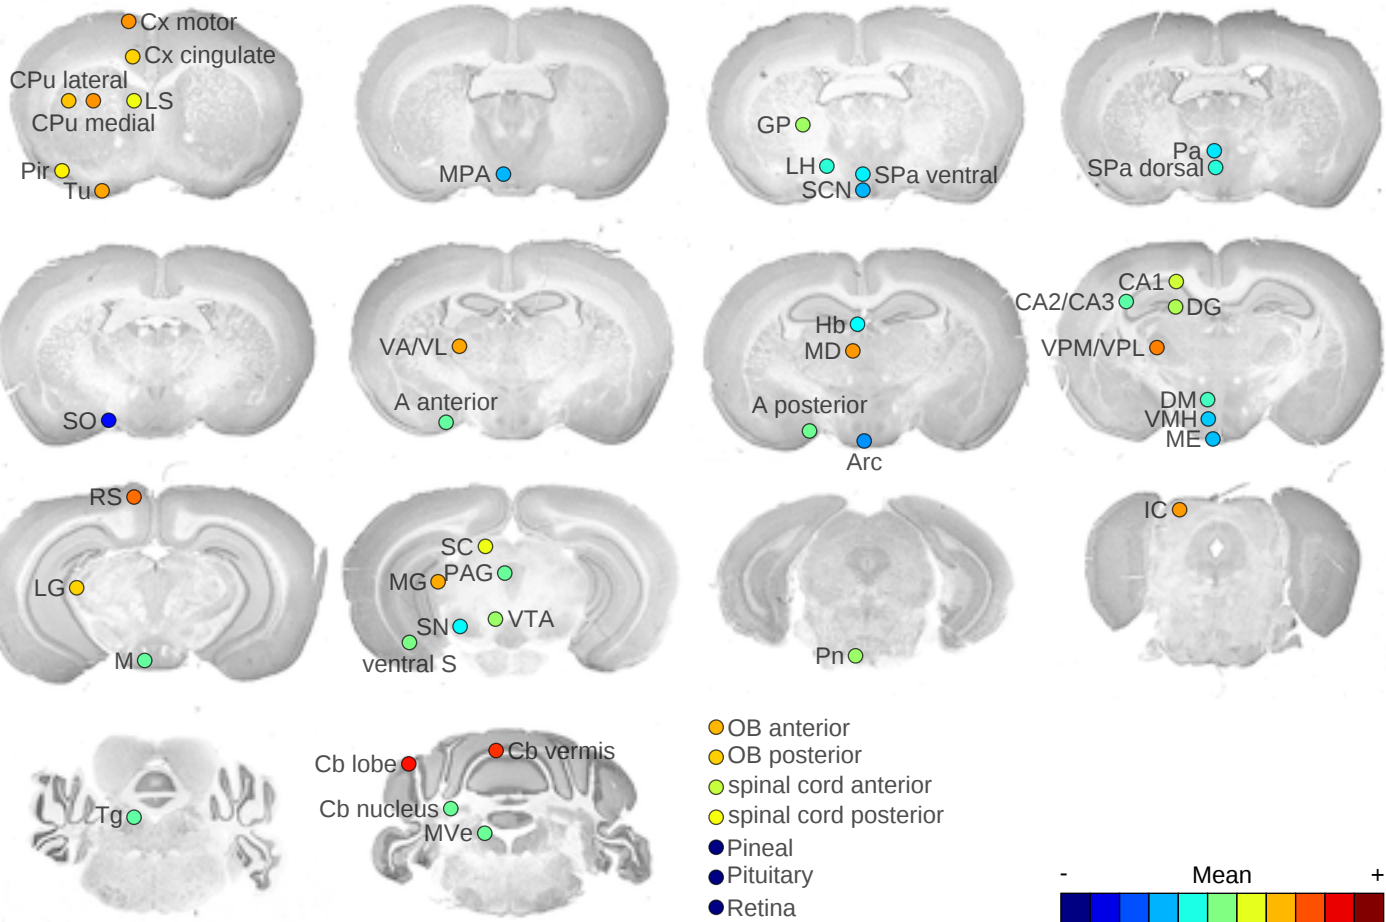 Cx motor
Cx cingulate
CPu lateral
LS
CPu medial
Pir
Tu
MPA
GP
LH
SPa ventral
SCN
Pa
SPa dorsal
SO
VA/VL
A anterior
Hb
MD
A posterior
Arc
CA1
CA2/CA3
DG
VPM/VPL
DM
VMH
ME
RS
LG
M
SC
PAG
MG
VTA
SN
ventral S
Pn
IC
Tg
Cb lobe
Cb vermis
Cb nucleus
MVe
OB anterior
OB posterior
spinal cord anterior
spinal cord posterior
Pineal
Pituitary
Retina
- Mean +